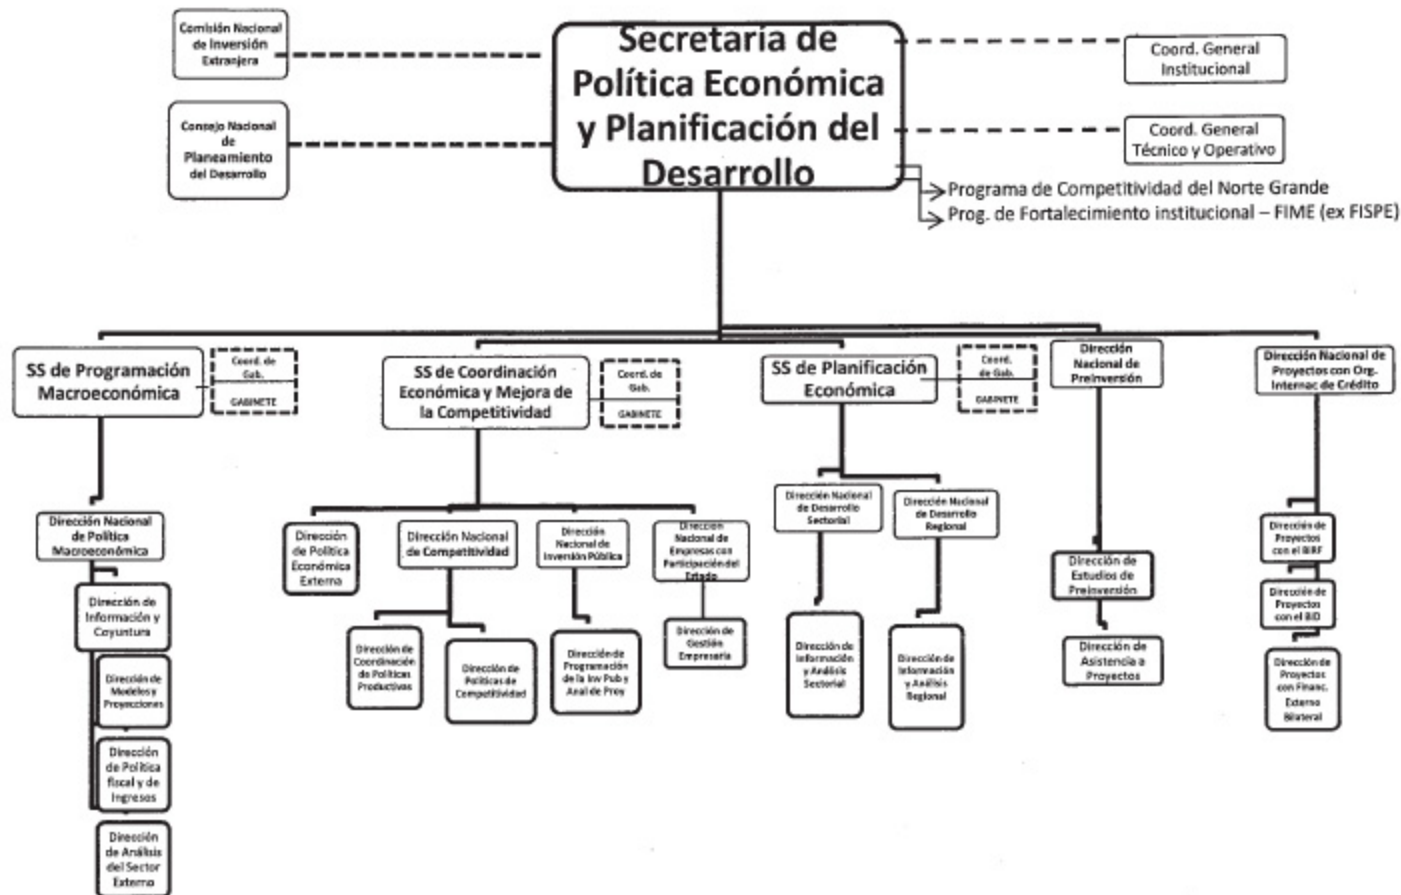 Comisión Nacional
de Inversión
Extranjera
Consejo Nacional
de
Planeamiento
del Desarrollo
Secretaría de
Política Económica
y Planificación del
Desarrollo
Coord. General
Institucional
Coord. General
Técnico y Operativo
Programa de Competitividad del Norte Grande
Prog. de Fortalecimiento institucional – FIME (ex FISPE)
SS de Programación
Macroeconómica
Coord. de
Gab.
GABINETE
SS de Coordinación
Económica y Mejora de
la Competitividad
Coord. de
Gab.
GABINETE
SS de Planificación
Económica
Coord.
de Gab.
GABINETE
Dirección
Nacional de
Preinversión
Dirección Nacional de
Proyectos con Org.
Internac de Crédito
Dirección Nacional
de Política
Macroeconómica
Dirección de
Información y
Coyuntura
Dirección de
Modelos y
Proyecciones
Dirección
de Política
fiscal y de
Ingresos
Dirección
de Análisis
del Sector
Externo
Dirección
de Política
Económica
Externa
Dirección Nacional
de Competitividad
Dirección de
Coordinación
de Políticas
Productivas
Dirección de
Políticas de
Competitividad
Dirección
Nacional de
Inversión Pública
Dirección de
Programación
de la Inv Pub y
Anal de Proy
Dirección
Nacional de
Empresas con
Participación del
Estado
Dirección de
Gestión
Empresaria
Dirección Nacional
de Desarrollo
Sectorial
Dirección de
Información
y Análisis
Sectorial
Dirección Nacional
de Desarrollo
Regional
Dirección de
Información
y Análisis
Regional
Dirección de
Estudios de
Preinversión
Dirección de
Asistencia a
Proyectos
Dirección de
Proyectos
con el BIRF
Dirección de
Proyectos
con el BID
Dirección de
Proyectos
con Financ.
Externo
Bilateral